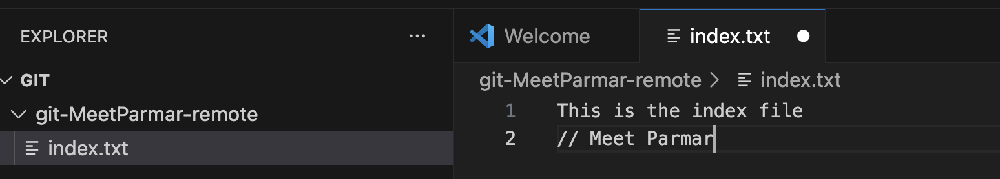 EXPLORER ...
GIT
git-MeetParmar-remote
index.txt
Welcome
index.txt
git-MeetParmar-remote > index.txt
1 This is the index file
2 // Meet Parmar